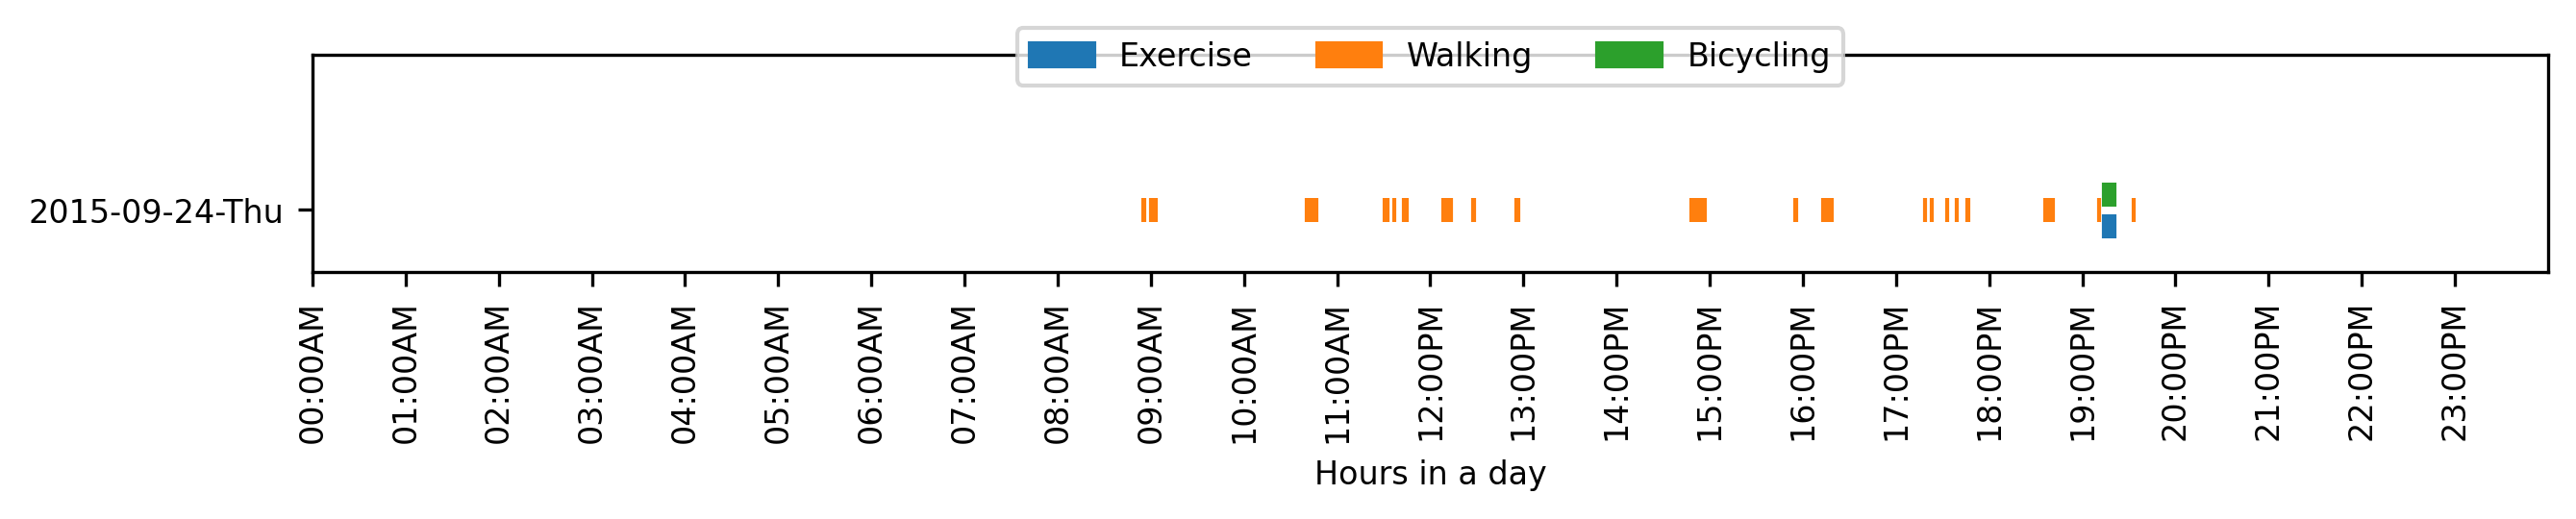 Exercise Walking Bicycling
2015-09-24-Thu
00:00AM
01:00AM
02:00AM
03:00AM
04:00AM
05:00AM
06:00AM
07:00AM
08:00AM
09:00AM
10:00AM
11:00AM
12:00PM
13:00PM
14:00PM
15:00PM
16:00PM
17:00PM
18:00PM
19:00PM
20:00PM
21:00PM
22:00PM
23:00PM
Hours in a day